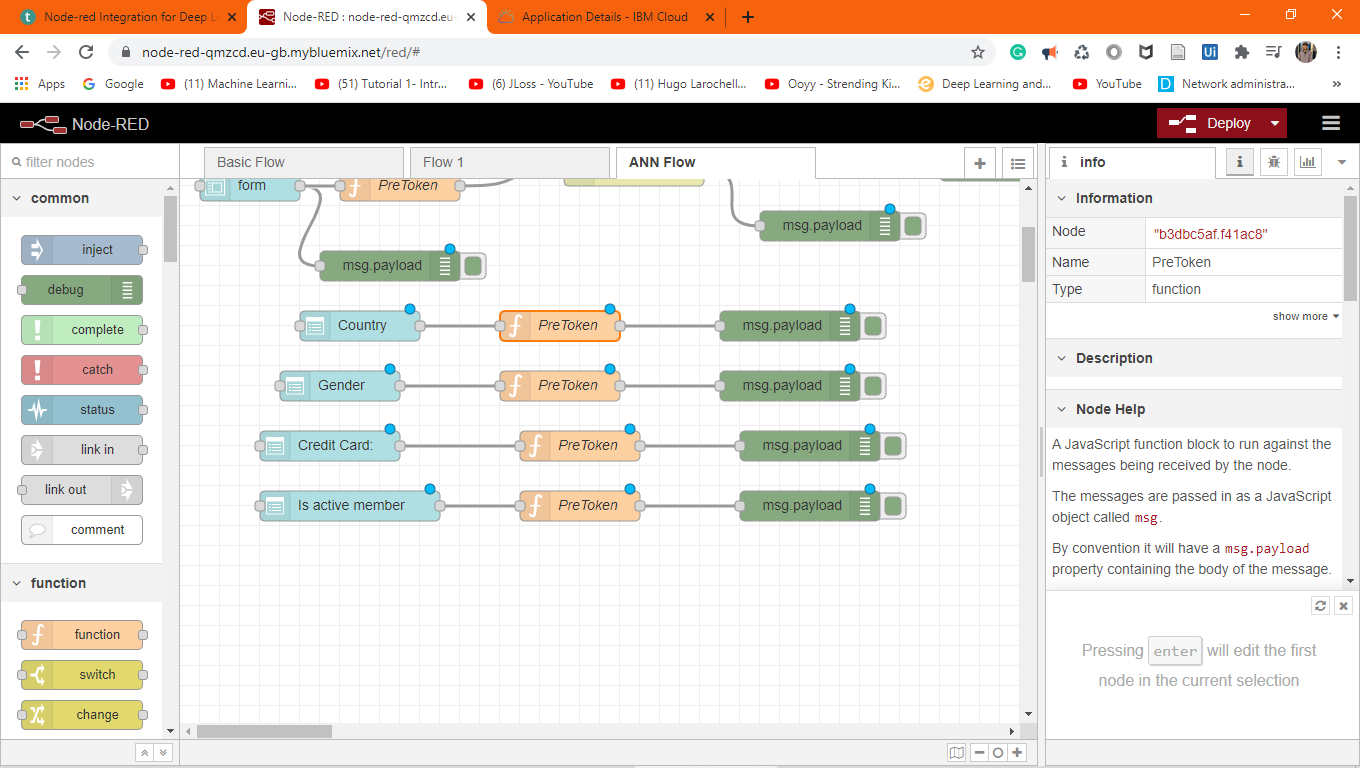 Node-red Integration for Deep L
Node-RED : node-red-qmzcd.eu-
Application Details - IBM Cloud
node-red-qmzcd.eu-gb.mybluemix.net/red/#
Apps
Google
(11) Machine Learni...
(51) Tutorial 1- Intr...
(6) JLoss - YouTube
(11) Hugo Larochell...
Ooyy - Strending Ki...
Deep Learning and...
YouTube
Network administra...
Node-RED
Deploy
filter nodes
common
inject
debug
complete
catch
status
link in
link out
comment
function
function
switch
change
Basic Flow
Flow 1
ANN Flow
form
PreToken
msg.payload
msg.payload
Country
PreToken
msg.payload
Gender
PreToken
msg.payload
Credit Card:
PreToken
msg.payload
Is active member
PreToken
msg.payload
info
Information
Node "b3dbc5af.f41ac8"
Name PreToken
Type function
show more
Description
Node Help
A JavaScript function block to run against the
messages being received by the node.
The messages are passed in as a JavaScript
object called msg.
By convention it will have a msg.payload
property containing the body of the message.
Pressing enter will edit the first
node in the current selection